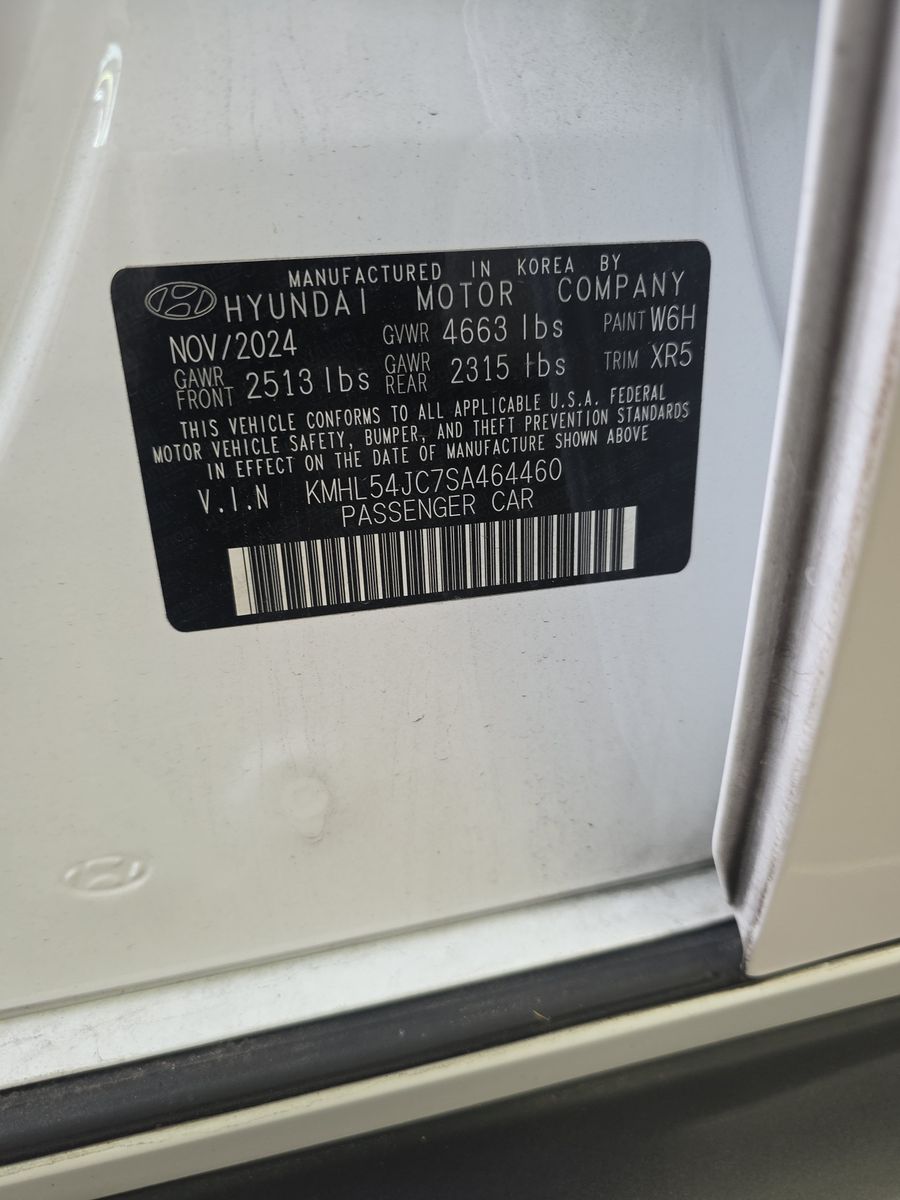 MANUFACTURED IN KOREA BY
HYUNDAI MOTOR COMPANY
NOV/2024 GVWR 4663 lbs PAINT W6H
GAWR FRONT 2513 lbs GAWR REAR 2315 lbs TRIM XR5
THIS VEHICLE CONFORMS TO ALL APPLICABLE U.S.A. FEDERAL
MOTOR VEHICLE SAFETY, BUMPER, AND THEFT PREVENTION STANDARDS
IN EFFECT ON THE DATE OF MANUFACTURE SHOWN ABOVE
V.I.N KMHL54JC7SA464460
PASSENGER CAR